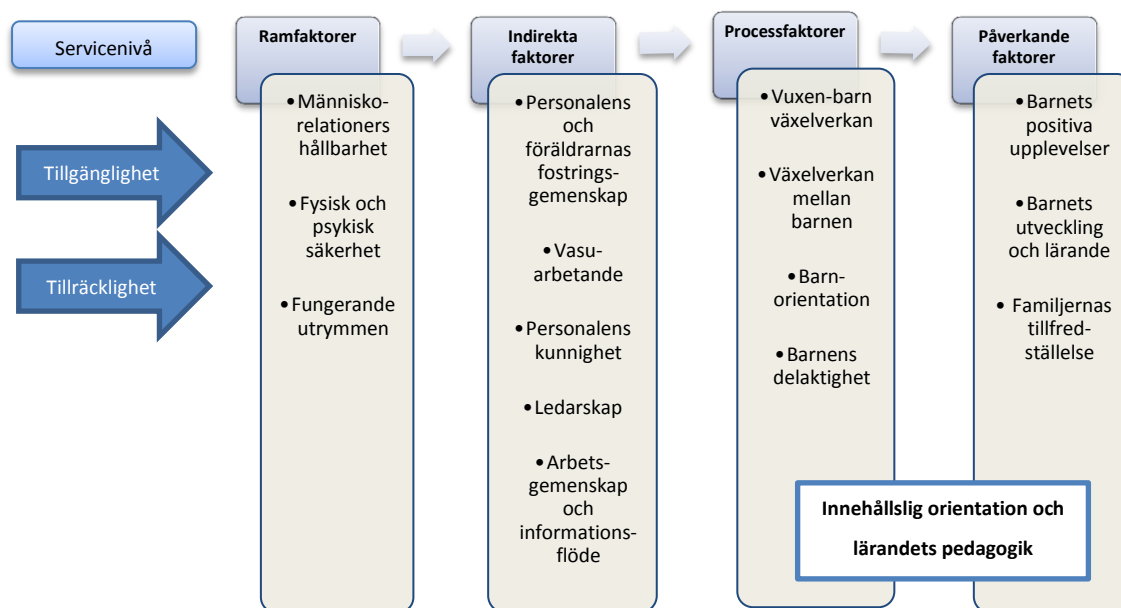 Servicenivå
Tillgänglighet
Tillräcklighet
Ramfaktorer
•Människo-
relationers
hållbarhet
•Fysisk och
psykisk
säkerhet
•Fungerande
utrymmen
Indirekta
faktorer
•Personalens
och
föräldrarnas
fostrings-
gemenskap
•Vasu-
arbetande
•Personalens
kunnighet
•Ledarskap
•Arbets-
gemenskap
och
informations-
flöde
Processfaktorer
•Vuxen-barn
växelverkan
•Växelverkan
mellan
barnen
•Barn-
orientation
•Barnens
delaktighet
Påverkande
faktorer
•Barnets
positiva
upplevelser
•Barnets
utveckling
och lärande
• Familjernas
tillfred-
ställelse
Innehållslig orientation och
lärandets pedagogik